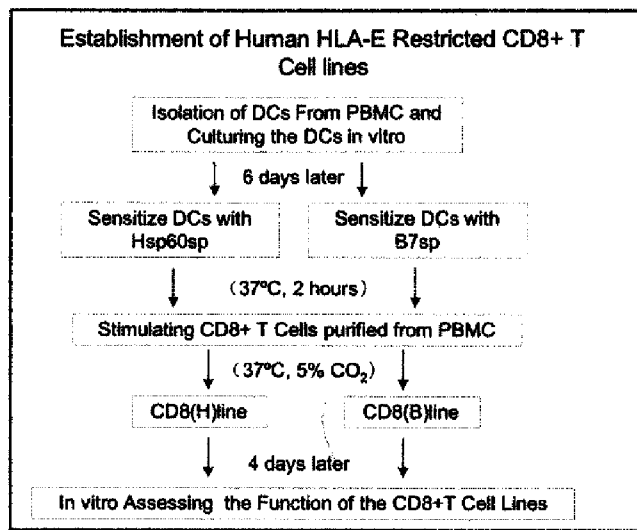 Establishment of Human HLA-E Restricted CD8+ T
Cell lines
Isolation of DCs From PBMC and
Culturing the DCs in vitro
6 days later
Sensitize DCs with
Hsp60sp
Sensitize DCs with
B7sp
(37ºC, 2 hours)
Stimulating CD8+ T Cells purified from PBMC
(37ºC, 5% CO₂)
CD8(H)line
CD8(B)line
4 days later
In vitro Assessing the Function of the CD8+T Cell Lines